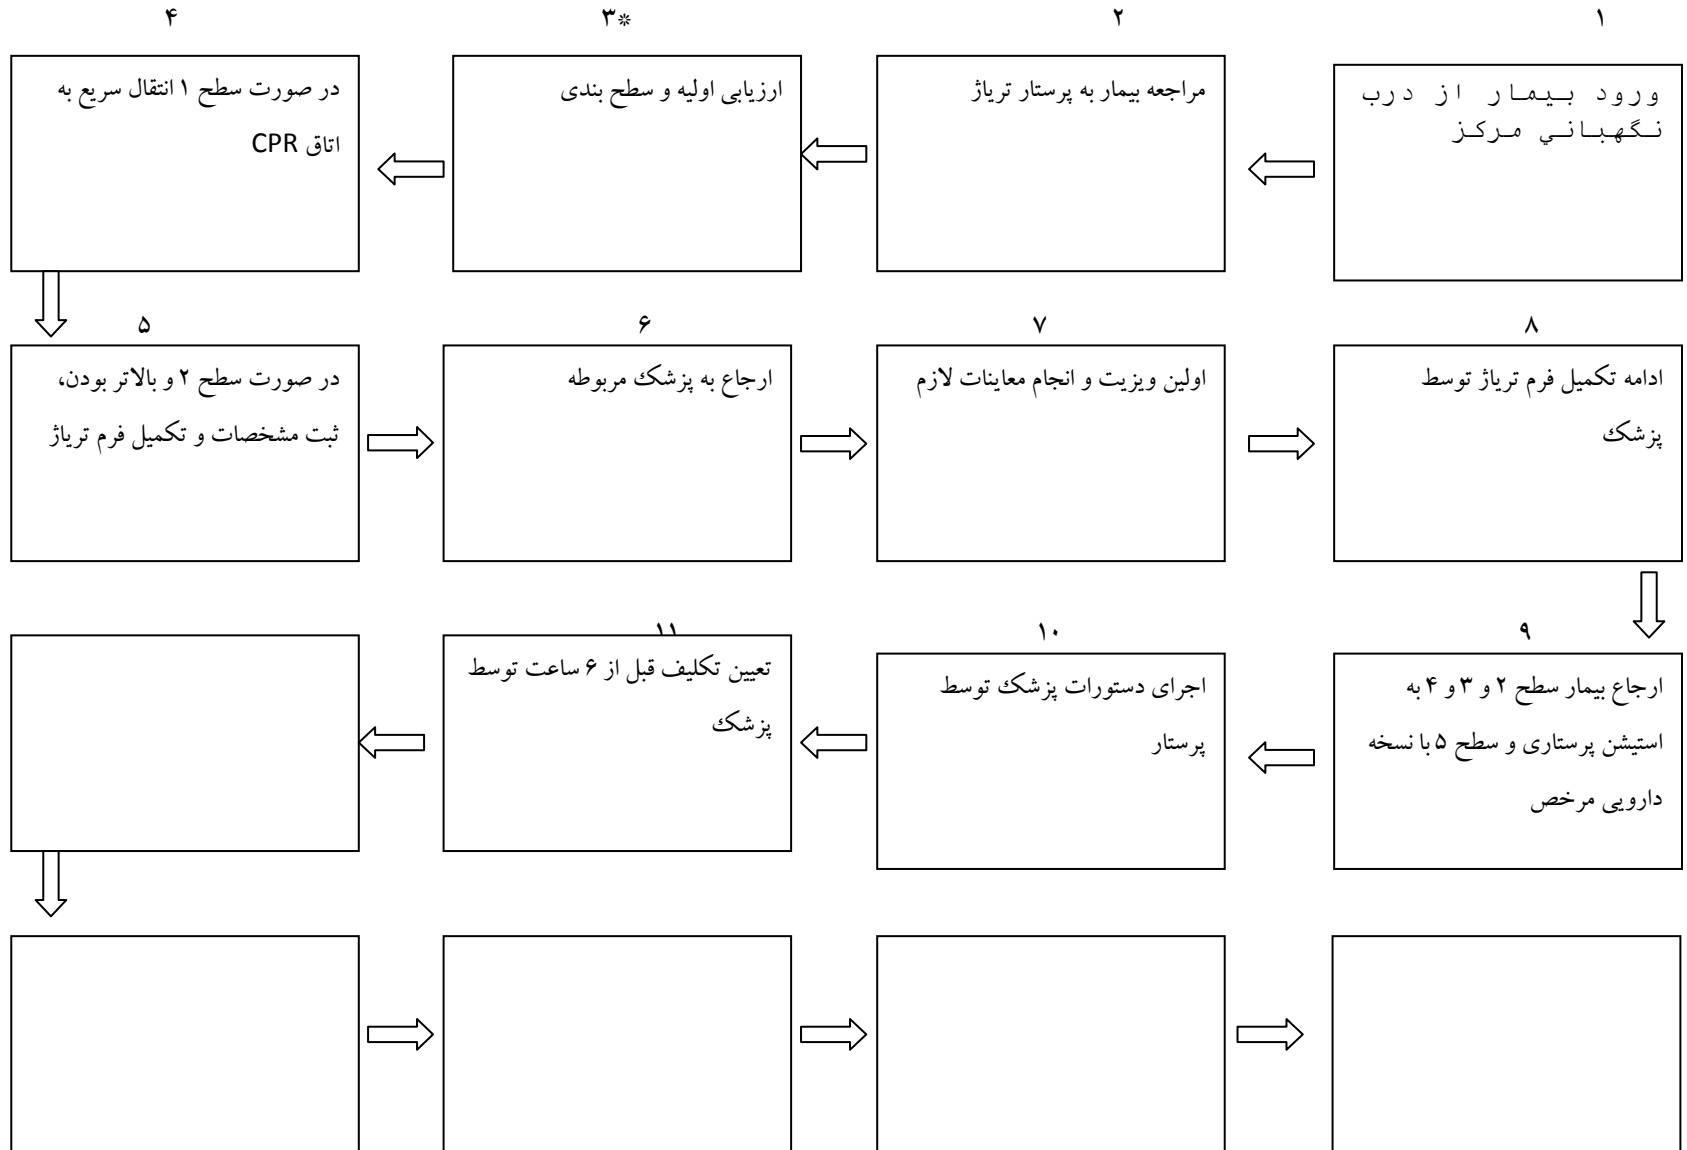 ۱
ورود بیمار از درب
نگهباني مرکز
۲
مراجعه بیمار به پرستار تریاژ
۳*
ارزیابی اولیه و سطح بندی
۴
در صورت سطح ۱ انتقال سریع به
اتاق CPR
۵
در صورت سطح ۲ و بالاتر بودن،
ثبت مشخصات و تکمیل فرم تریاژ
۶
ارجاع به پزشک مربوطه
۷
اولین ویزیت و انجام معاینات لازم
۸
ادامه تکمیل فرم تریاژ توسط
پزشک
۹
ارجاع بیمار سطح ۲ و ۳ و ۴ به
استیشن پرستاری و سطح ۵ با نسخه
دارویی مرخص
۱۰
اجرای دستورات پزشک توسط
پرستار
۱۱
تعیین تکلیف قبل از ۶ ساعت توسط
پزشک